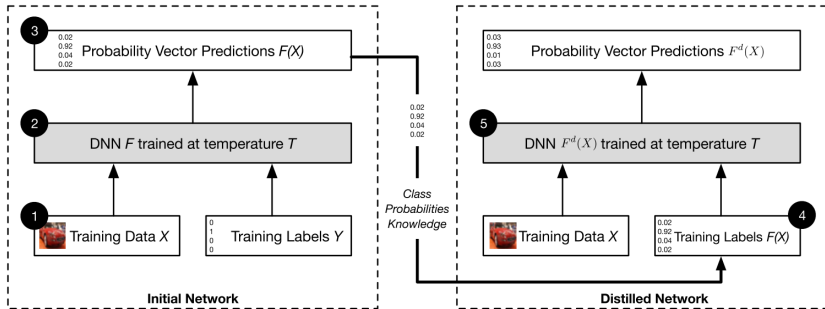 3
0.02
0.92
0.04
0.02
Probability Vector Predictions F(X)
2
DNN F trained at temperature T
1
Training Data X
0
1
0
0
Training Labels Y
Initial Network
0.02
0.92
0.04
0.02
Class
Probabilities
Knowledge
0.03
0.93
0.01
0.03
Probability Vector Predictions F^d(X)
5
DNN F^d(X) trained at temperature T
Training Data X
4
0.02
0.92
0.04
0.02
Training Labels F(X)
Distilled Network